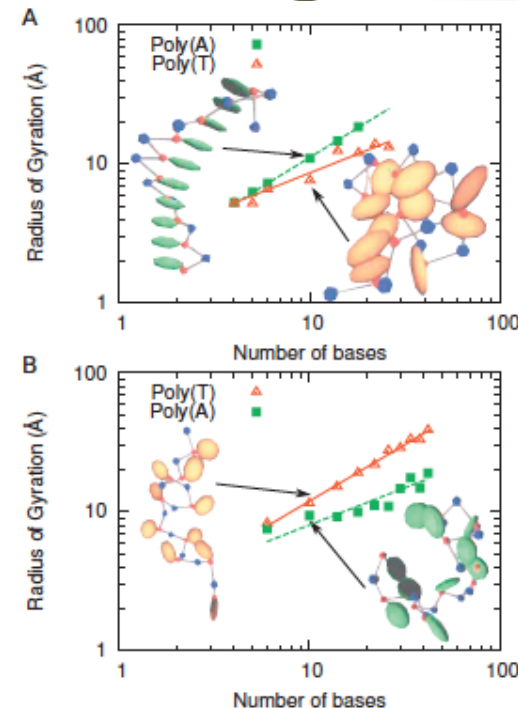 A
100
Poly(A)
Poly(T)
10
1
1
10
100
Radius of Gyration (Å)
Number of bases
B
100
Poly(T)
Poly(A)
10
1
1
10
100
Radius of Gyration (Å)
Number of bases